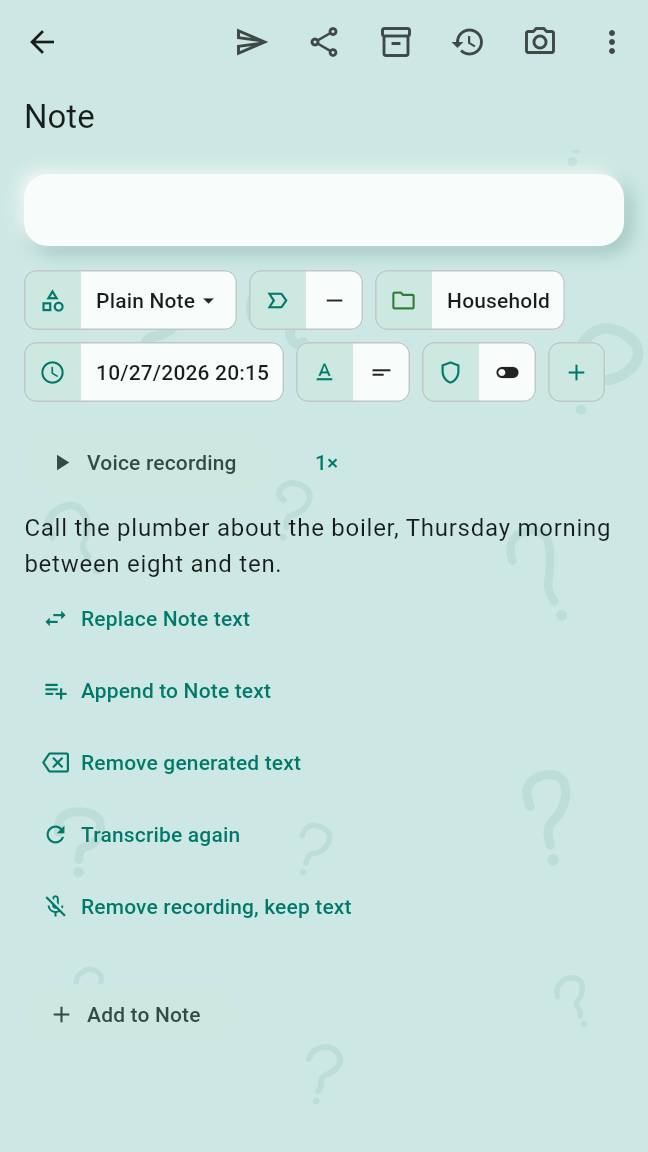 Note
Plain Note
Household
10/27/2026 20:15
Voice recording
1×
Call the plumber about the boiler, Thursday morning
between eight and ten.
Replace Note text
Append to Note text
Remove generated text
Transcribe again
Remove recording, keep text
Add to Note